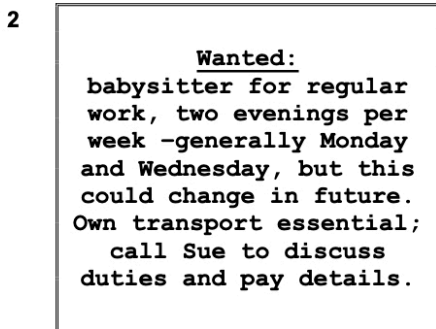 2
Wanted:
babysitter for regular
work, two evenings per
week –generally Monday
and Wednesday, but this
could change in future.
Own transport essential;
call Sue to discuss
duties and pay details.